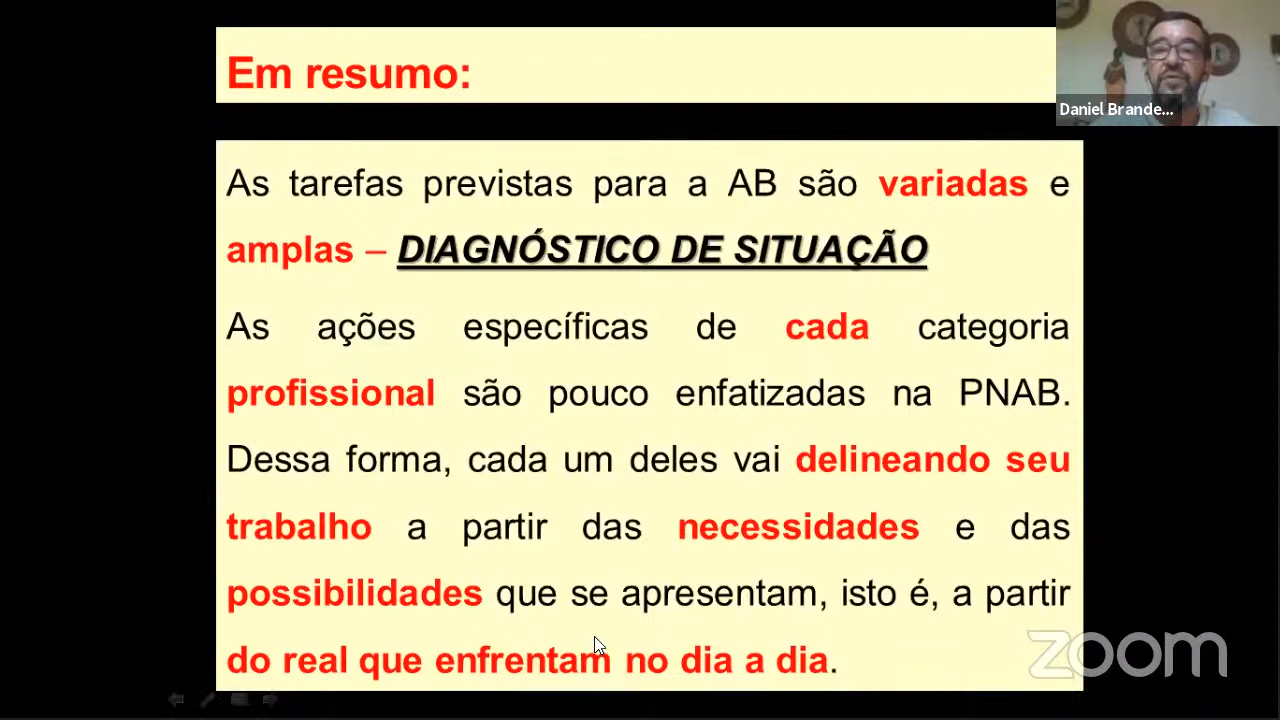 Em resumo:
Daniel Brande...
As tarefas previstas para a AB são variadas e
amplas – DIAGNÓSTICO DE SITUAÇÃO
As ações específicas de cada categoria
profissional são pouco enfatizadas na PNAB.
Dessa forma, cada um deles vai delineando seu
trabalho a partir das necessidades e das
possibilidades que se apresentam, isto é, a partir
do real que enfrentam no dia a dia.
zoom